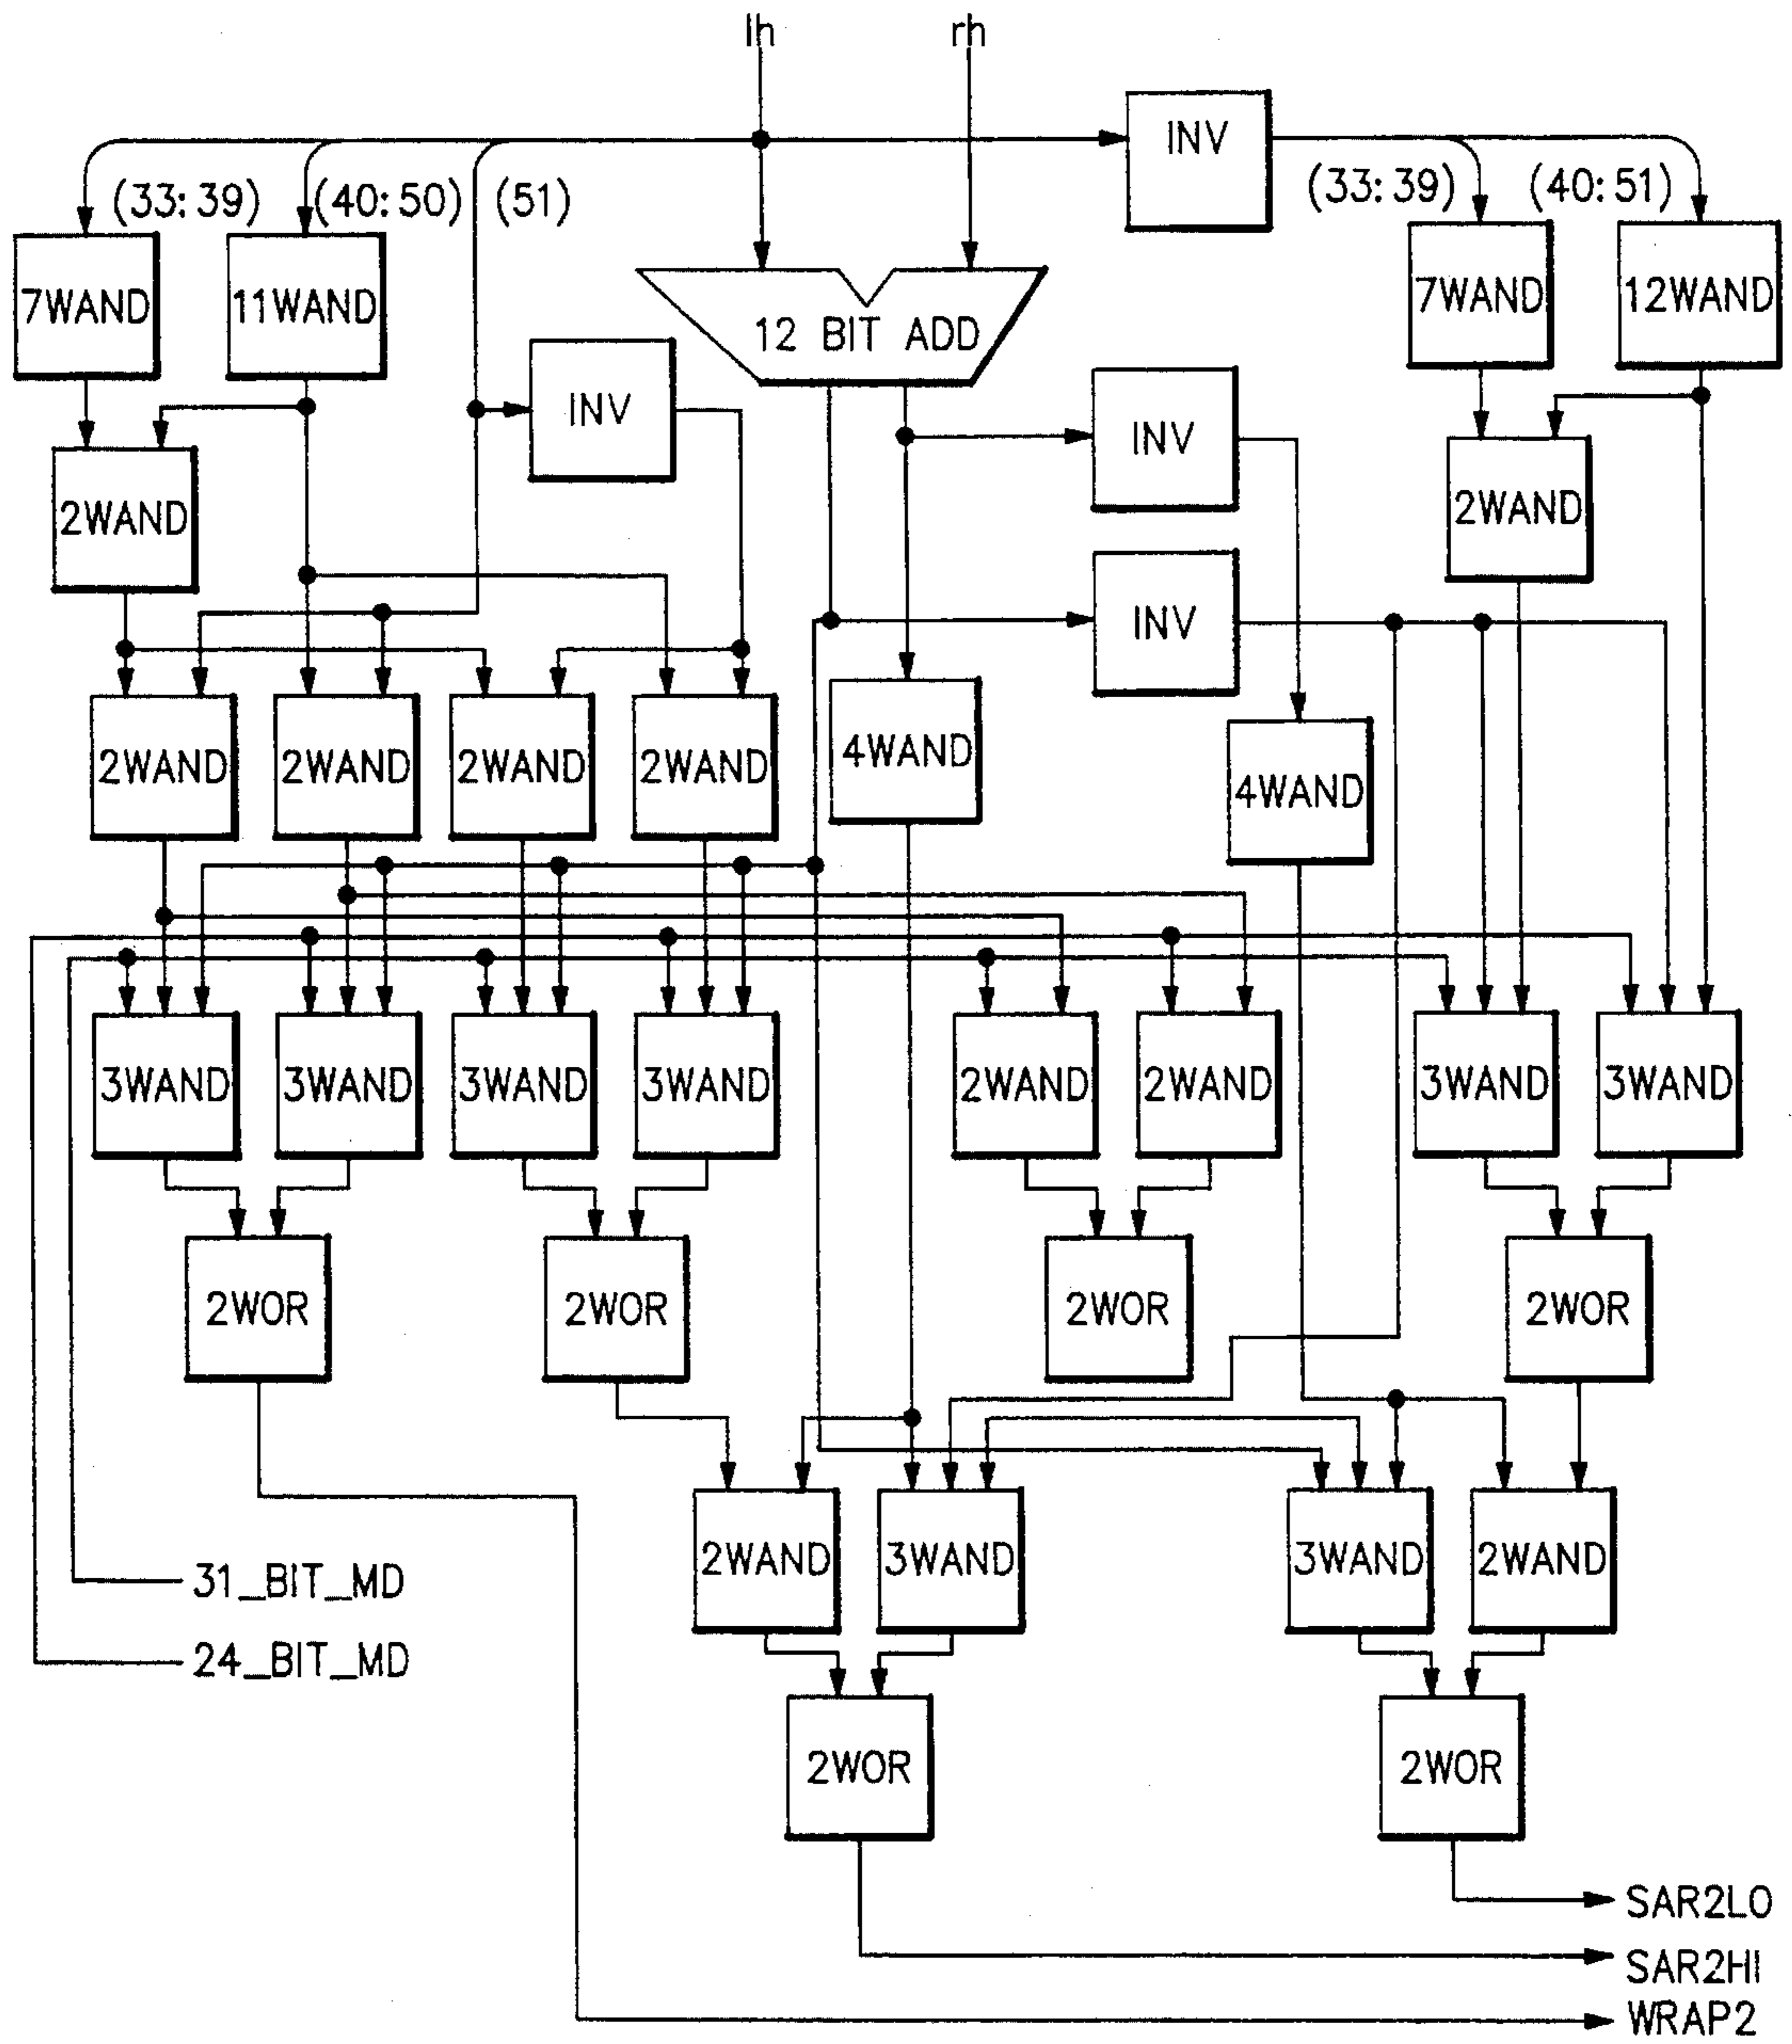 lh rh
INV
(33:39) (40:50) (51) (33:39) (40:51)
7WAND 11WAND 12 BIT ADD 7WAND 12WAND
INV INV
2WAND 2WAND
INV
2WAND 2WAND 2WAND 2WAND 4WAND 4WAND
3WAND 3WAND 3WAND 3WAND 2WAND 2WAND 3WAND 3WAND
2WOR 2WOR 2WOR 2WOR
2WAND 3WAND 3WAND 2WAND
31_BIT_MD
24_BIT_MD
2WOR 2WOR
SAR2LO
SAR2HI
WRAP2